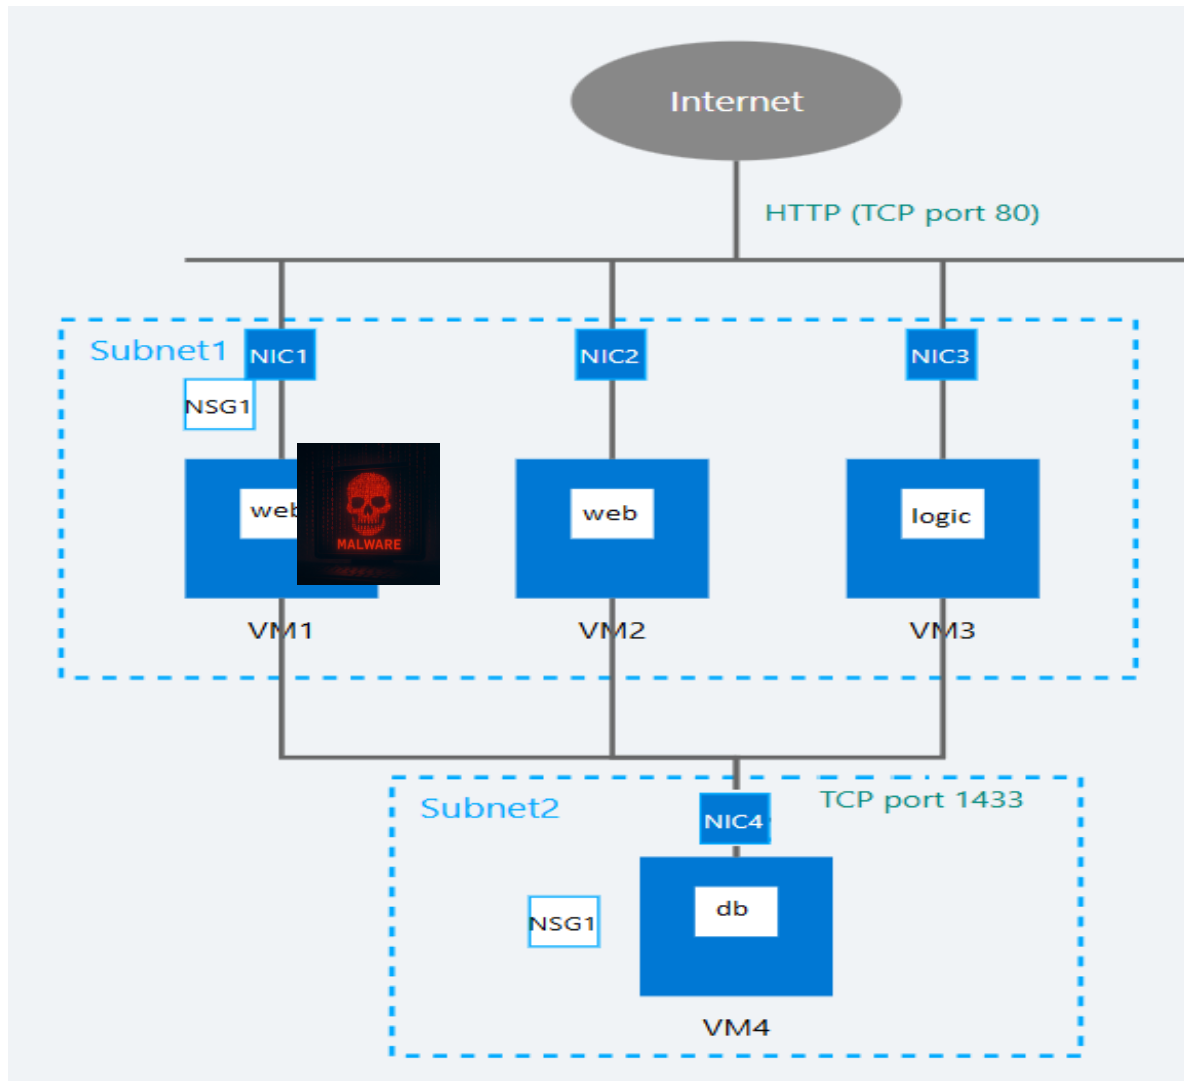 Internet
HTTP (TCP port 80)
Subnet1
NIC1
NIC2
NIC3
NSG1
web
MALWARE
web
logic
VM1
VM2
VM3
Subnet2
TCP port 1433
NIC4
db
NSG1
VM4